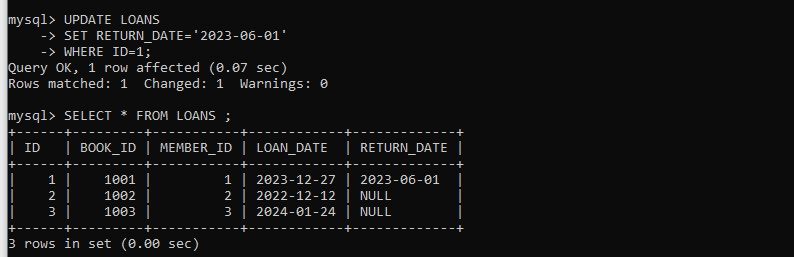 mysql> UPDATE LOANS
    -> SET RETURN_DATE='2023-06-01'
    -> WHERE ID=1;
Query OK, 1 row affected (0.07 sec)
Rows matched: 1  Changed: 1  Warnings: 0

mysql> SELECT * FROM LOANS ;
+------+---------+-----------+------------+-------------+
| ID   | BOOK_ID | MEMBER_ID | LOAN_DATE  | RETURN_DATE |
+------+---------+-----------+------------+-------------+
|    1 |    1001 |         1 | 2023-12-27 | 2023-06-01  |
|    2 |    1002 |         2 | 2022-12-12 | NULL        |
|    3 |    1003 |         3 | 2024-01-24 | NULL        |
+------+---------+-----------+------------+-------------+
3 rows in set (0.00 sec)